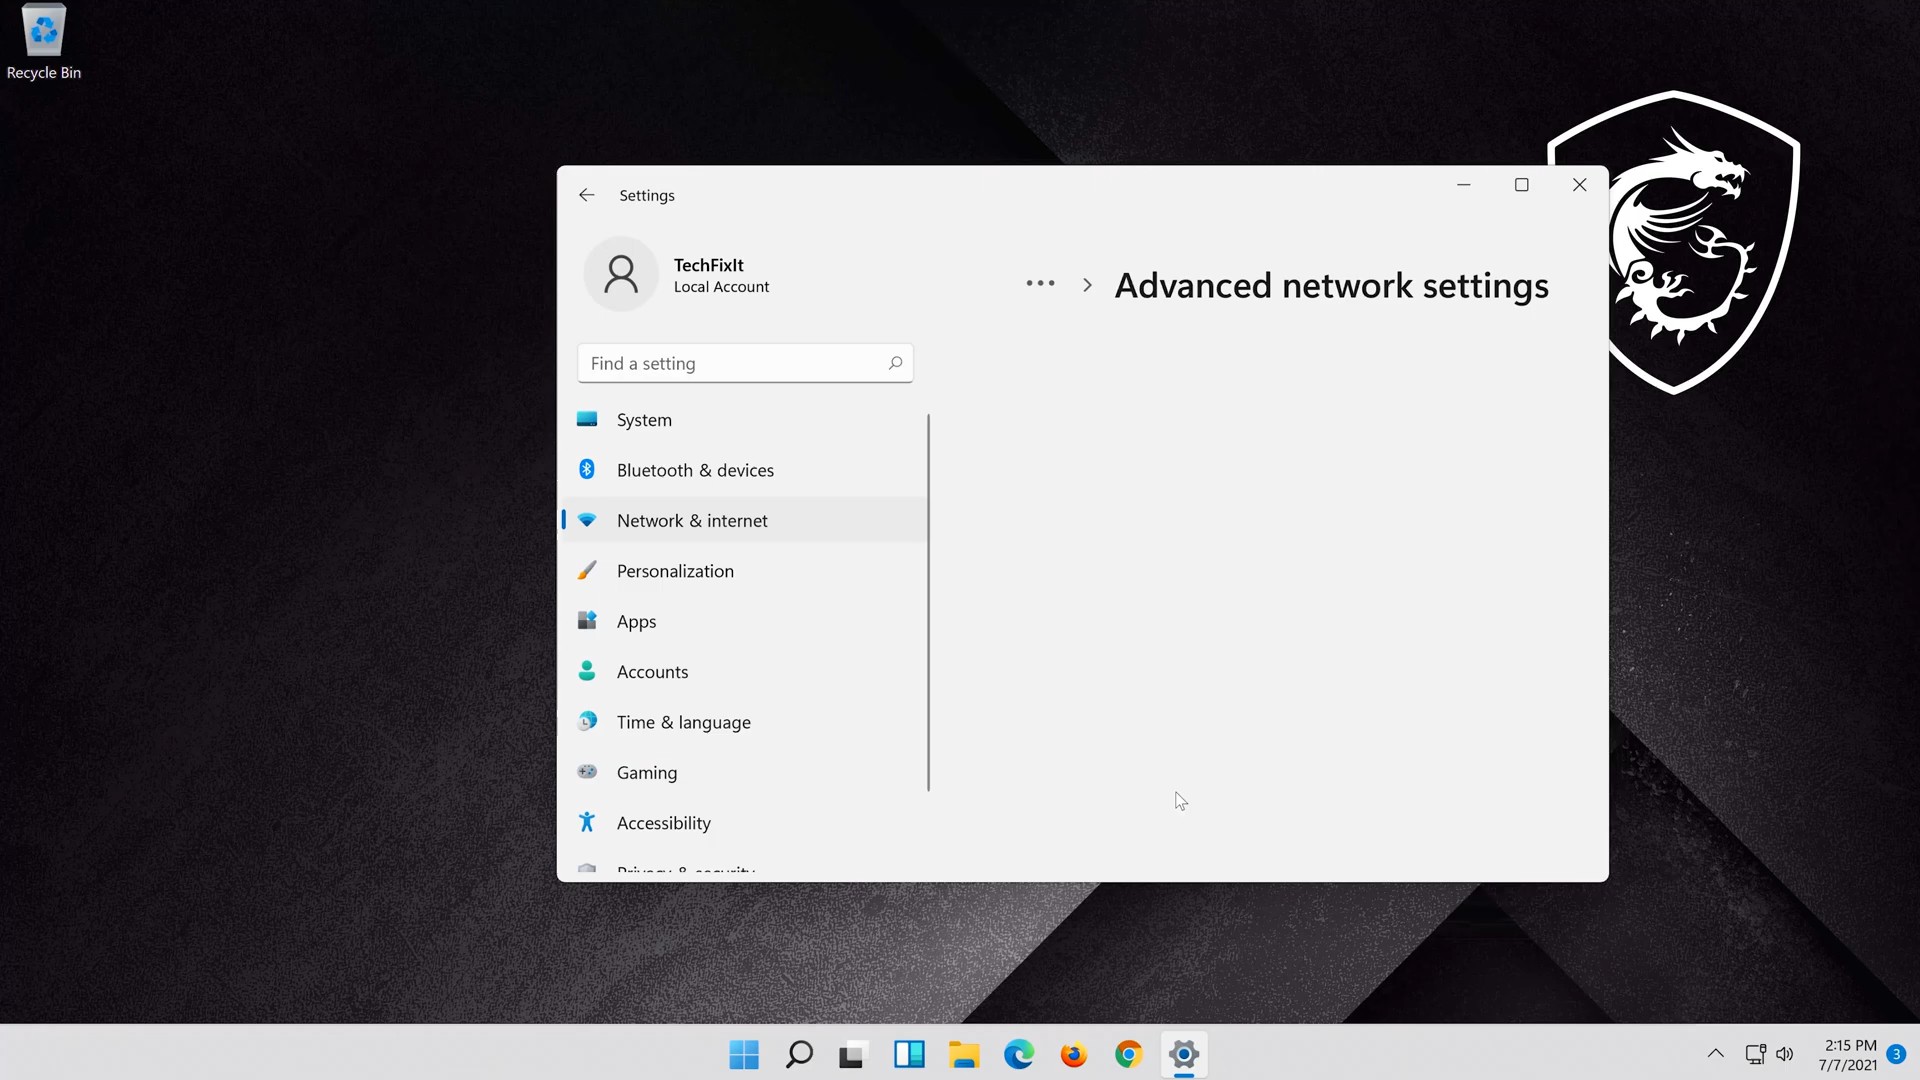 Recycle Bin
Settings
TechFixIt
Local Account
Advanced network settings
Find a setting
System
Bluetooth & devices
Network & internet
Personalization
Apps
Accounts
Time & language
Gaming
Accessibility
Privacy & security
2:15 PM
7/7/2021
3